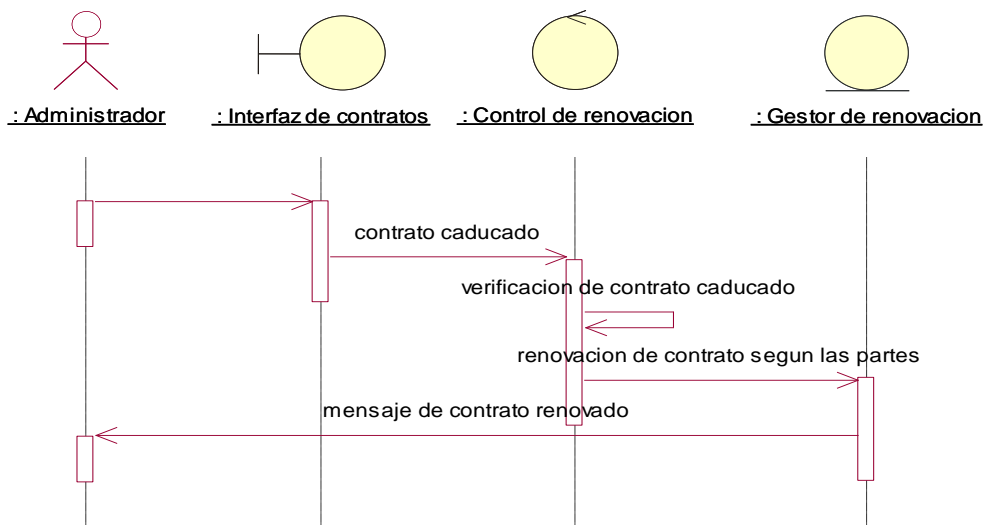 : Administrador
: Interfaz de contratos
: Control de renovacion
: Gestor de renovacion
contrato caducado
verificacion de contrato caducado
renovacion de contrato segun las partes
mensaje de contrato renovado